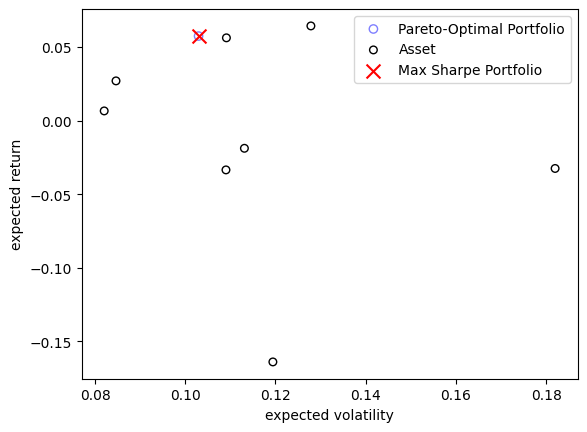 Pareto-Optimal Portfolio
Asset
Max Sharpe Portfolio
expected return
0.05
0.00
−0.05
−0.10
−0.15
0.08
0.10
0.12
0.14
0.16
0.18
expected volatility